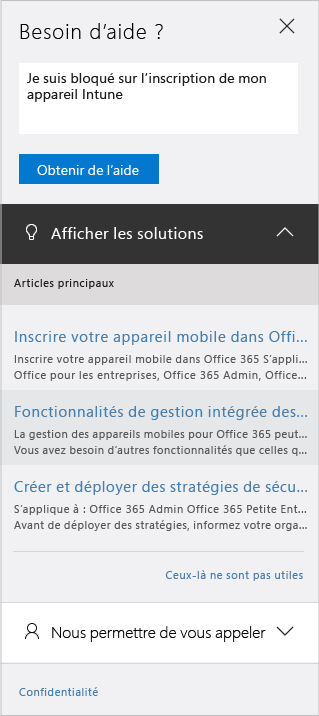 Besoin d’aide ?
Je suis bloqué sur l’inscription de mon
appareil Intune
Obtenir de l’aide
Afficher les solutions
Articles principaux
Inscrire votre appareil mobile dans Offi...
Inscrire votre appareil mobile dans Office 365 S’appli...
Office pour les entreprises, Office 365 Admin, Office...
Fonctionnalités de gestion intégrée des...
La gestion des appareils mobiles pour Office 365 peut...
Vous avez besoin d’autres fonctionnalités que celles q...
Créer et déployer des stratégies de sécu...
S’applique à : Office 365 Admin Office 365 Petite Ent...
Avant de déployer des stratégies, informez votre orga...
Ceux-là ne sont pas utiles
Nous permettre de vous appeler
Confidentialité